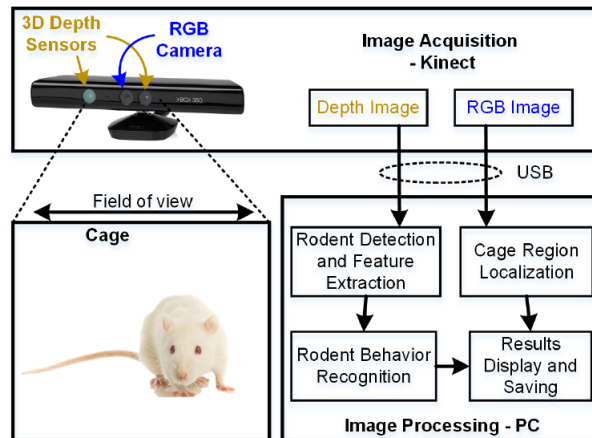 3D Depth
Sensors
RGB
Camera
Image Acquisition
- Kinect
XBOX 360
Depth Image
RGB Image
USB
Field of view
Cage
Rodent Detection
and Feature
Extraction
Cage Region
Localization
Rodent Behavior
Recognition
Results
Display and
Saving
Image Processing - PC